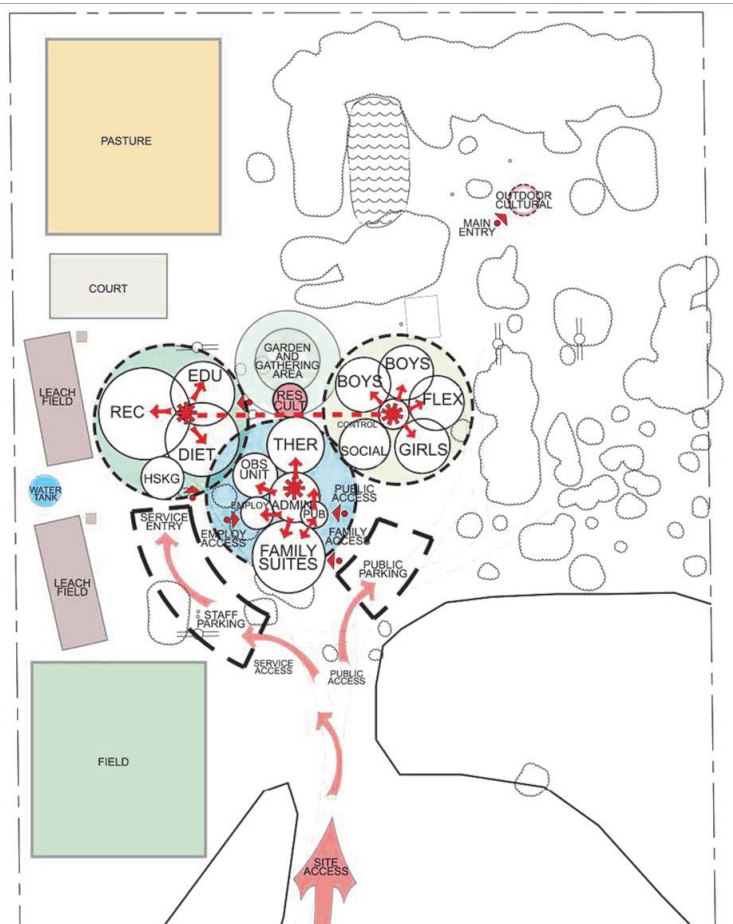 PASTURE
OUTDOOR
CULTURAL
MAIN
ENTRY
COURT
GARDEN
AND
GATHERING
AREA
LEACH
FIELD
EDU
REC
DIET
HSKG
RES
CULT
BOYS
BOYS
FLEX
CONTROL
SOCIAL
GIRLS
THER
OBS
UNIT
EMPLOY
ADMIN
PUB
FAMILY
SUITES
WATER
TANK
SERVICE
ENTRY
EMPLOY
ACCESS
PUBLIC
ACCESS
FAMILY
ACCESS
PUBLIC
PARKING
LEACH
FIELD
STAFF
PARKING
SERVICE
ACCESS
PUBLIC
ACCESS
FIELD
SITE
ACCESS